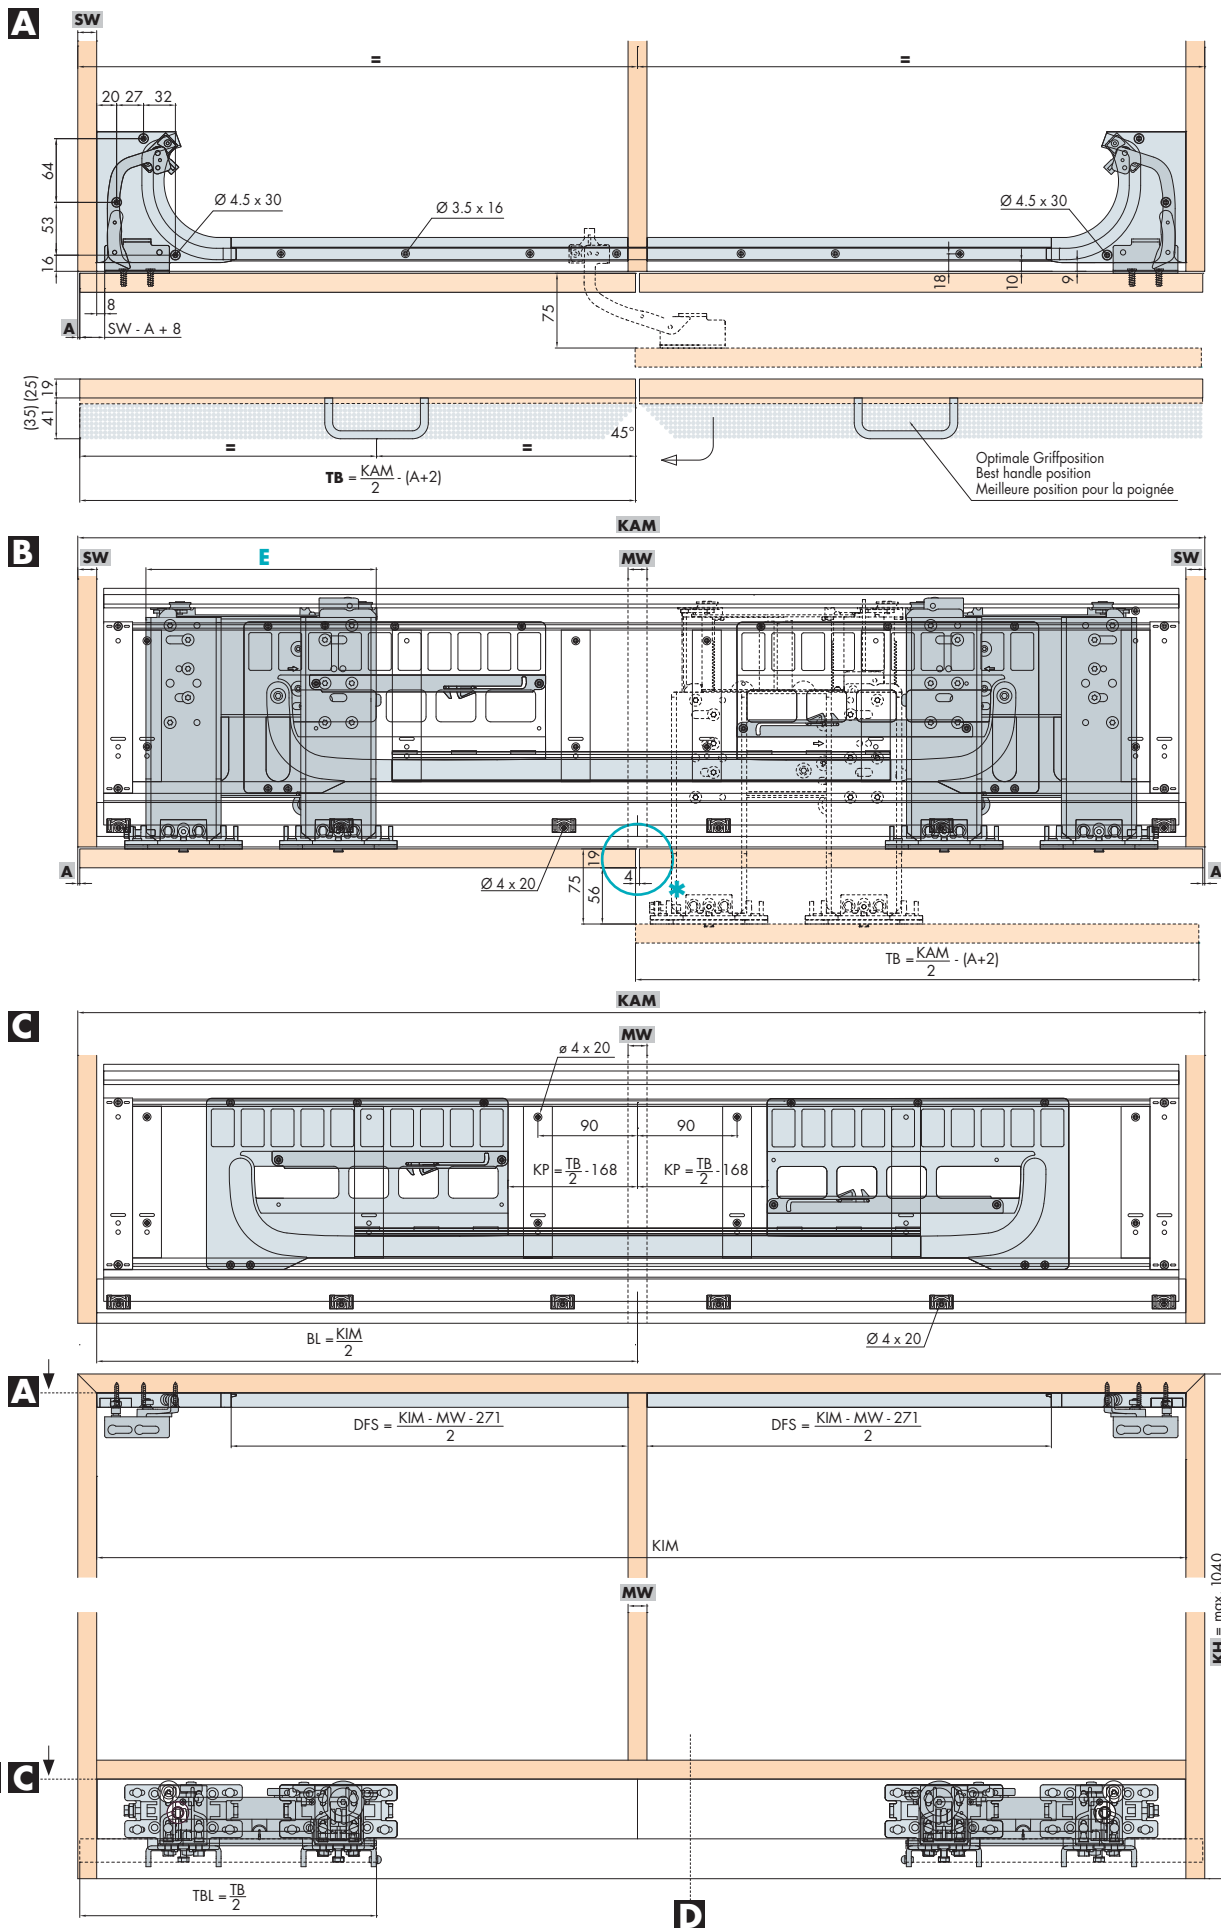 A
SW
=
=
20
27
32
64
53
16
Ø 4.5 x 30
Ø 3.5 x 16
Ø 4.5 x 30
8
A
SW - A + 8
75
18
10
9
(35) (25)
41 19
=
=
45°
TB = KAM
2
- (A+2)
Optimale Griffposition
Best handle position
Meilleure position pour la poignée
B
KAM
SW
E
MW
SW
A
Ø 4 x 20
75
56
19
4
*
A
TB = KAM
2
- (A+2)
C
KAM
MW
ø 4 x 20
90
90
KP = TB
2
-168
KP = TB
2
-168
BL = KIM
2
Ø 4 x 20
A
DFS = KIM - MW - 271
2
DFS = KIM - MW - 271
2
KIM
MW
KH = max. 1040
C
TBL = TB
2
D